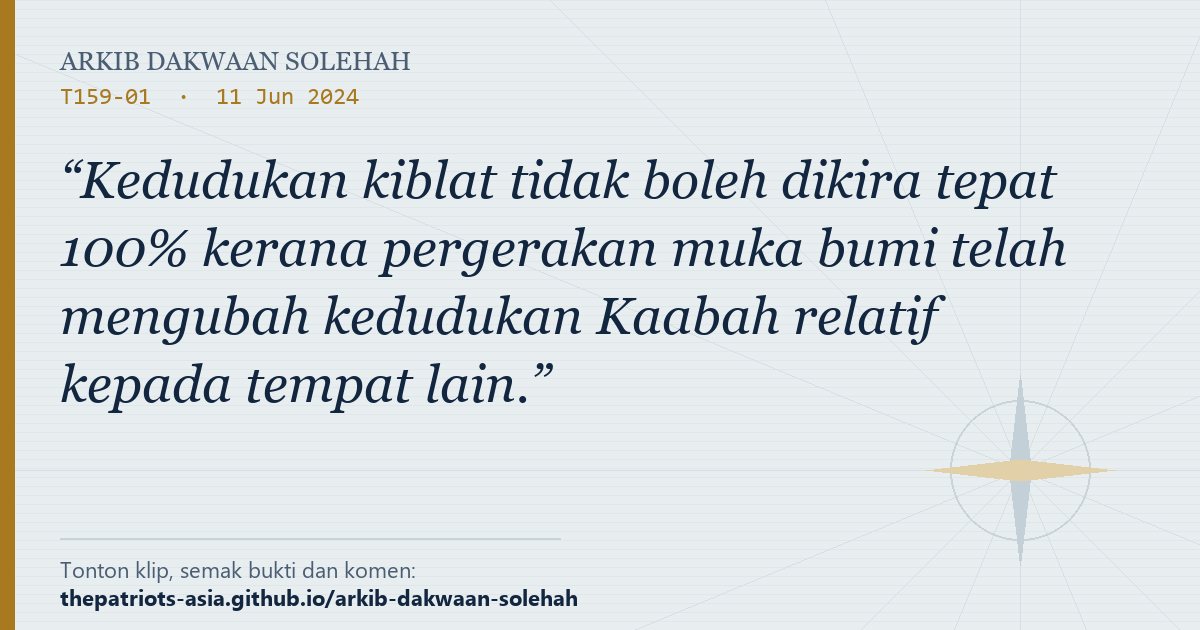 ARKIB DAKWAAN SOLEHAH
T159-01 · 11 Jun 2024
“Kedudukan kiblat tidak boleh dikira tepat
100% kerana pergerakan muka bumi telah
mengubah kedudukan Kaabah relatif
kepada tempat lain.”
Tonton klip, semak bukti dan komen:
thepatriots-asia.github.io/arkib-dakwaan-solehah